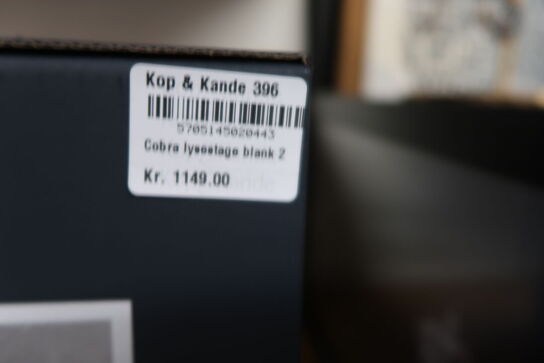 Kop & Kande 396
5705145020443
Cobra lysestage blank 2
Kr. 1149.00